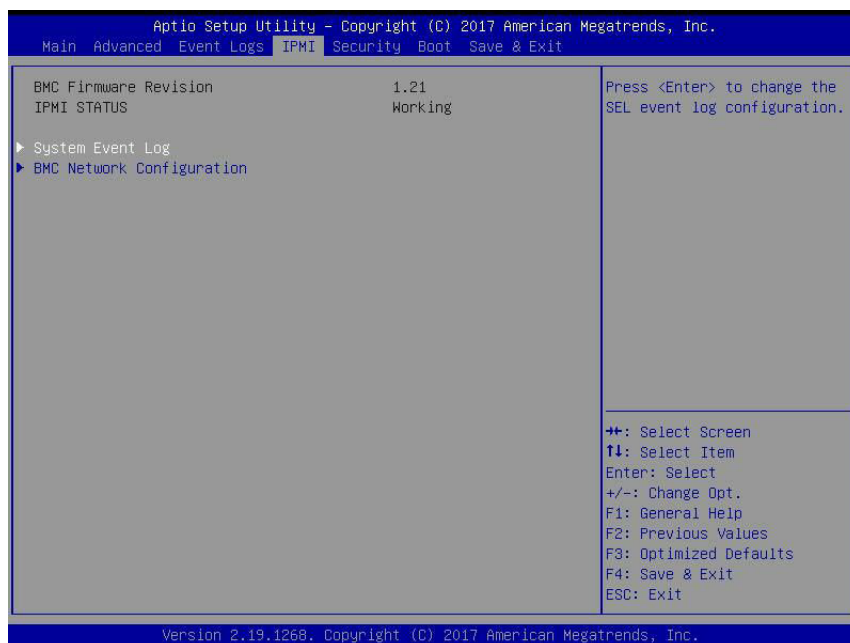 Aptio Setup Utility – Copyright (C) 2017 American Megatrends, Inc.
Main Advanced Event Logs IPMI Security Boot Save & Exit
BMC Firmware Revision 1.21
IPMI STATUS Working
System Event Log
BMC Network Configuration
Press <Enter> to change the
SEL event log configuration.
→←: Select Screen
↑↓: Select Item
Enter: Select
+/-: Change Opt.
F1: General Help
F2: Previous Values
F3: Optimized Defaults
F4: Save & Exit
ESC: Exit
Version 2.19.1268. Copyright (C) 2017 American Megatrends, Inc.